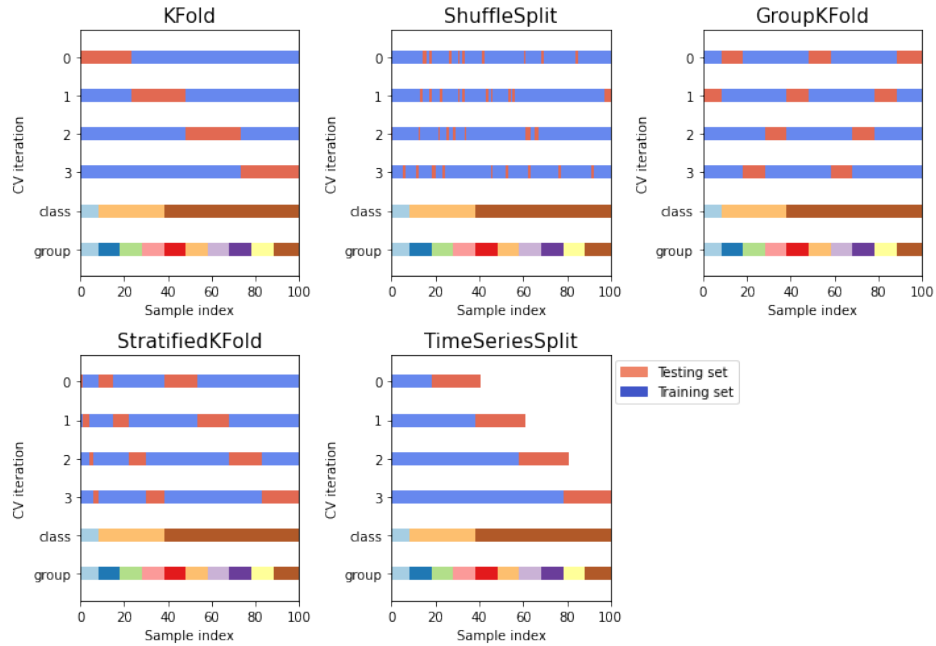 KFold
0
1
2
3
class
group
CV iteration
0 20 40 60 80 100
Sample index
ShuffleSplit
0
1
2
3
class
group
CV iteration
0 20 40 60 80 100
Sample index
GroupKFold
0
1
2
3
class
group
CV iteration
0 20 40 60 80 100
Sample index
StratifiedKFold
0
1
2
3
class
group
CV iteration
0 20 40 60 80 100
Sample index
TimeSeriesSplit
0
1
2
3
class
group
CV iteration
0 20 40 60 80 100
Sample index
Testing set
Training set